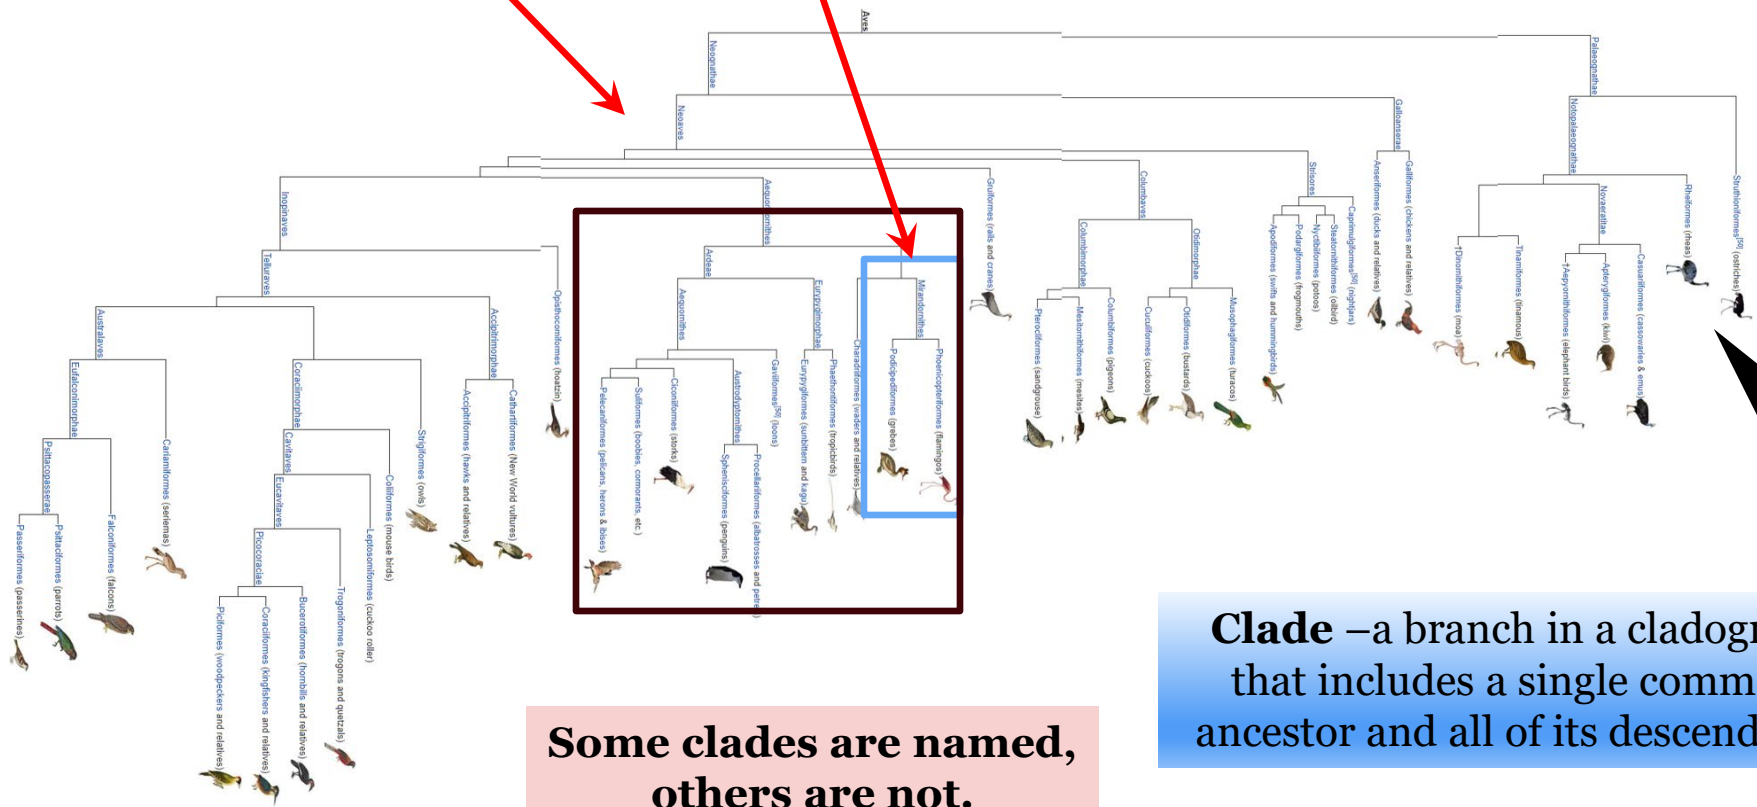 Aves
Neognathae
Palaeognathae
Neoaves
Galloanserae
Notopalaeognathae
Struthioniformes[50] (ostriches)
Rheiformes (rheas)
Novaeratitae
Casuariiformes (cassowaries & emus)
Apterygiformes (kiwi)
†Aepyornithiformes (elephant birds)
Tinamiformes (tinamous)
†Dinornithiformes (moa)
Galliformes (chickens and relatives)
Anseriformes (ducks and relatives)
Strisores
Caprimulgiformes[50] (nightjars)
Steatornithiformes (oilbird)
Nyctibiiformes (potoos)
Podargiformes (frogmouths)
Apodiformes (swifts and hummingbirds)
Columbaves
Otidimorphae
Musophagiformes (turacos)
Otidiformes (bustards)
Cuculiformes (cuckoos)
Columbimorphae
Columbiformes (pigeons)
Mesitornithiformes (mesites)
Pterocliformes (sandgrouse)
Gruiformes (rails and cranes)
Aequorlitornithes
Mirandornithes
Phoenicopteriformes (flamingos)
Podicipediformes (grebes)
Charadriiformes (waders and relatives)
Ardeae
Eurypygimorphae
Phaethontiformes (tropicbirds)
Eurypygiformes (sunbittern and kagu)
Aequornithes
Gaviiformes[50] (loons)
Austrodyptornithes
Procellariiformes (albatrosses and petrels)
Sphenisciformes (penguins)
Ciconiiformes (storks)
Suliformes (boobies, cormorants, etc.)
Pelecaniformes (pelicans, herons & ibises)
Inopinaves
Opisthocomiformes (hoatzin)
Telluraves
Accipitrimorphae
Cathartiformes (New World vultures)
Accipitriformes (hawks and relatives)
Strigiformes (owls)
Coraciimorphae
Coliiformes (mouse birds)
Cavitaves
Leptosomiformes (cuckoo roller)
Eucavitaves
Trogoniformes (trogons and quetzals)
Picocoraciae
Bucerotiformes (hornbills and relatives)
Coraciiformes (kingfishers and relatives)
Piciformes (woodpeckers and relatives)
Australaves
Cariamiformes (seriemas)
Eufalconimorphae
Falconiformes (falcons)
Psittacopasserae
Psittaciformes (parrots)
Passeriformes (passerines)
Clade –a branch in a cladogr
that includes a single comm
ancestor and all of its descend
Some clades are named,
others are not.